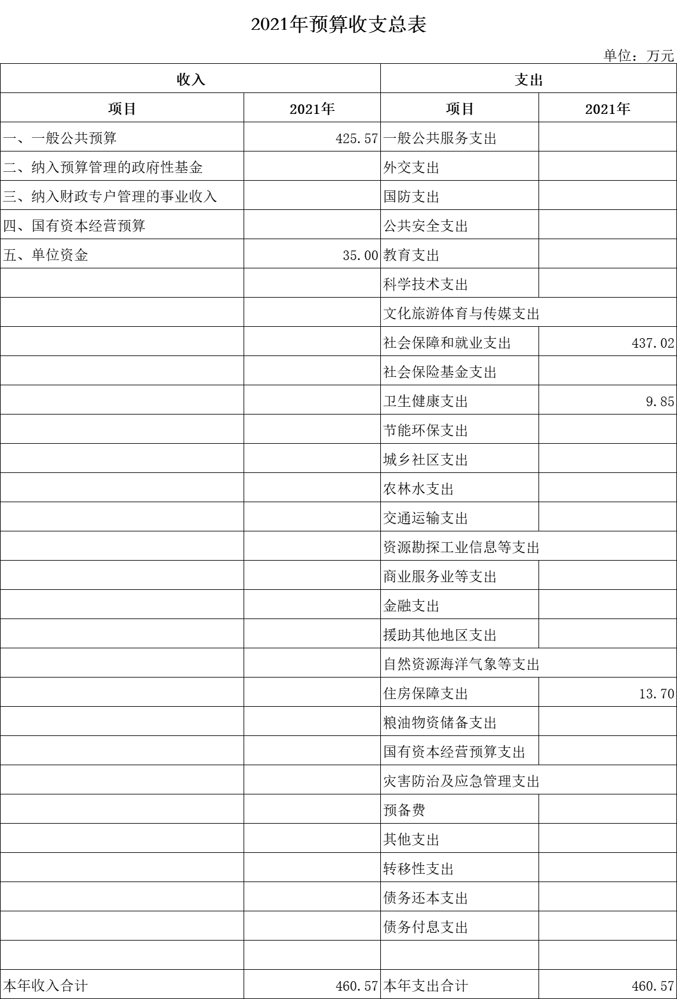 2021年预算收支总表
单位：万元
收入 支出
项目 2021年 项目 2021年
一、一般公共预算 425.57 一般公共服务支出
二、纳入预算管理的政府性基金 外交支出
三、纳入财政专户管理的事业收入 国防支出
四、国有资本经营预算 公共安全支出
五、单位资金 35.00 教育支出
科学技术支出
文化旅游体育与传媒支出
社会保障和就业支出 437.02
社会保险基金支出
卫生健康支出 9.85
节能环保支出
城乡社区支出
农林水支出
交通运输支出
资源勘探工业信息等支出
商业服务业等支出
金融支出
援助其他地区支出
自然资源海洋气象等支出
住房保障支出 13.70
粮油物资储备支出
国有资本经营预算支出
灾害防治及应急管理支出
预备费
其他支出
转移性支出
债务还本支出
债务付息支出
本年收入合计 460.57 本年支出合计 460.57